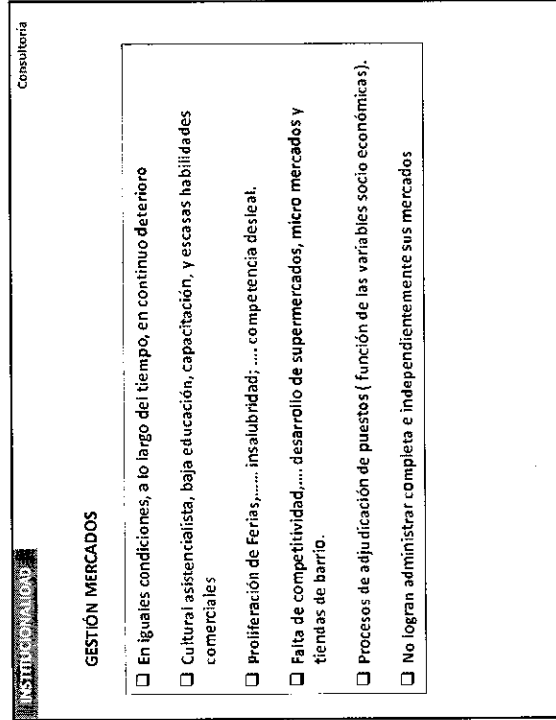 INSTITUCIONALIDAD
Consultoria
GESTIÓN MERCADOS
❑ En iguales condiciones, a lo largo del tiempo, en continuo deterioro
❑ Cultural asistencialista, baja educación, capacitación, y escasas habilidades
comerciales
❑ Proliferación de Ferias,...... insalubridad; .... competencia desleal.
❑ Falta de competitividad,.... desarrollo de supermercados, micro mercados y
tiendas de barrio.
❑ Procesos de adjudicación de puestos ( función de las variables socio económicas).
❑ No logran administrar completa e independientemente sus mercados